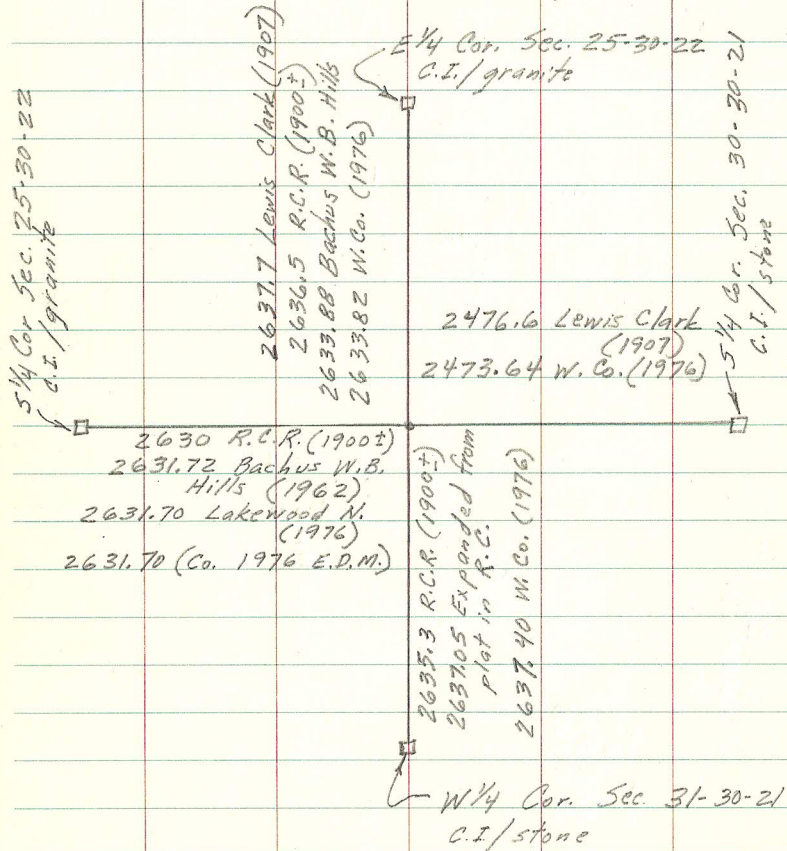 E 1/4 Cor. Sec. 25-30-22
C.I./granite
S 1/4 Cor Sec. 25-30-22
C.I./granite
2637.7 Lewis Clark (1907)
2636.5 R.C.R. (1900±)
2633.88 Bachus W.B. Hills
2633.82 W.Co. (1976)
S 1/4 Cor. Sec. 30-30-21
C.I./stone
2476.6 Lewis Clark
(1907)
2473.64 W. Co. (1976)
2630 R.C.R. (1900±)
2631.72 Bachus W.B.
Hills (1962)
2631.70 Lakewood N.
(1976)
2631.70 (Co. 1976 E.D.M.)
2635.3 R.C.R. (1900±)
2637.05 Expanded from
plat in R.C.
2637.40 W.Co. (1976)
W 1/4 Cor. Sec. 31-30-21
C.I./stone